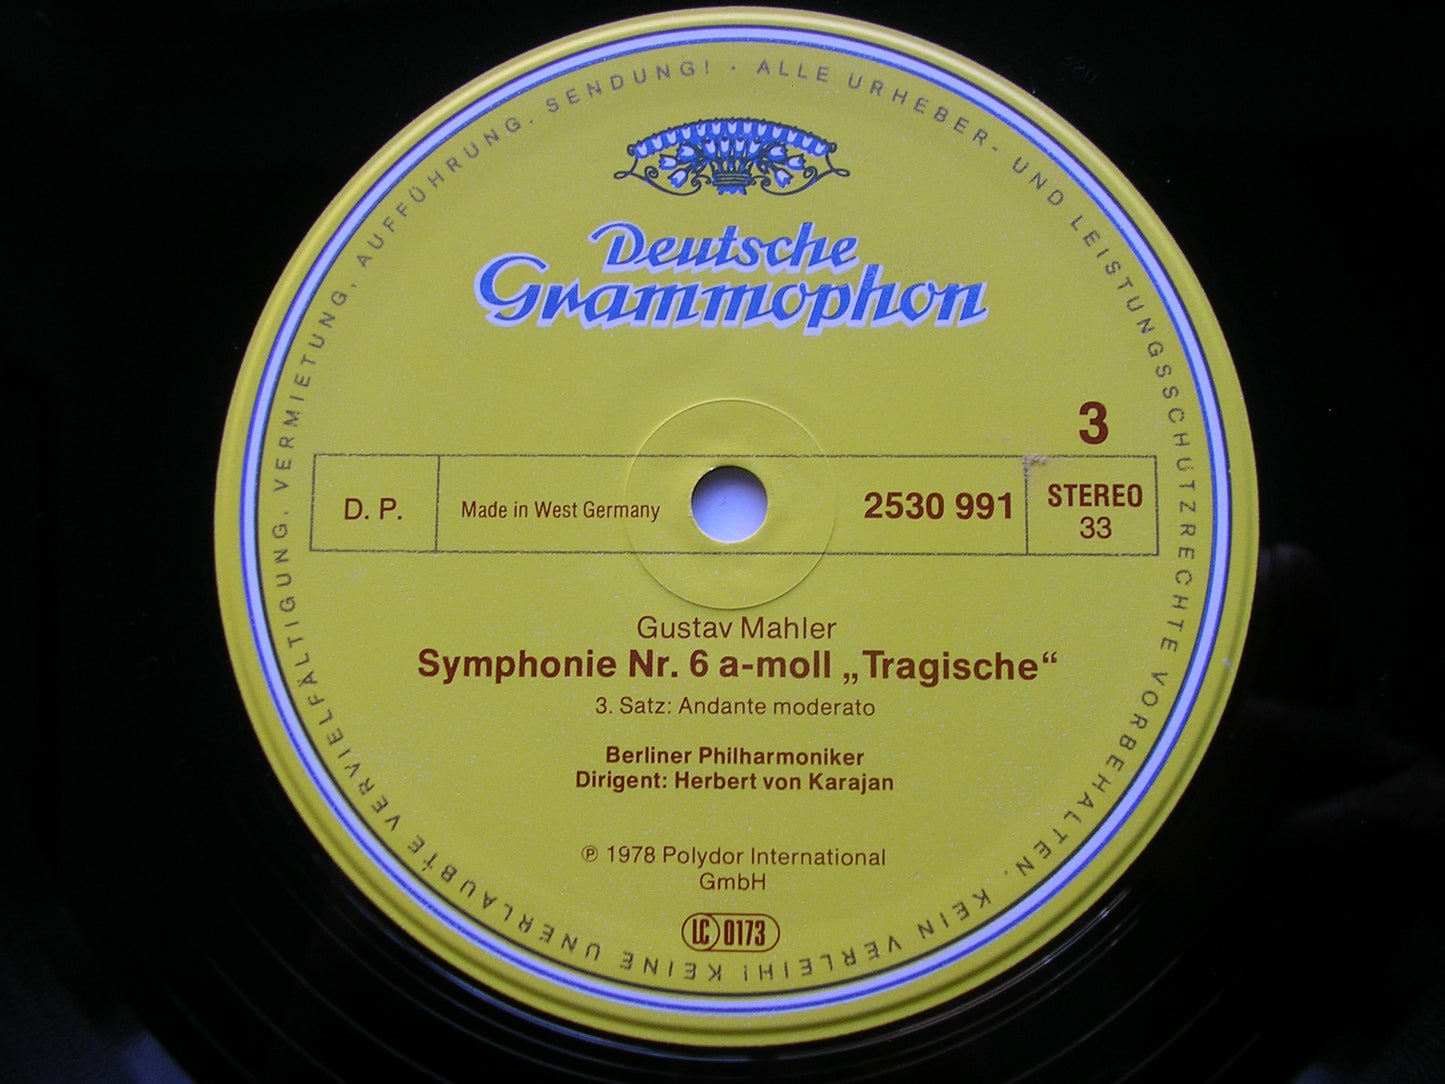 ALLE URHEBER- UND LEISTUNGSSCHUTZRECHTE VORBEHALTEN. KEIN VERLEIH! KEINE UNERLAUBTE VERVIELFÄLTIGUNG, VERMIETUNG, AUFFÜHRUNG, SENDUNG! ·
Deutsche
Grammophon
3
D. P.
Made in West Germany
2530 991
STEREO
33
Gustav Mahler
Symphonie Nr. 6 a-moll „Tragische“
3. Satz: Andante moderato
Berliner Philharmoniker
Dirigent: Herbert von Karajan
℗ 1978 Polydor International
GmbH
LC 0173